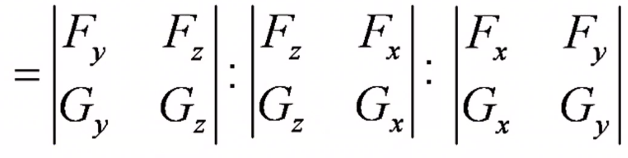 = | F_y F_z | : | F_z F_x | : | F_x F_y |
| G_y G_z | | G_z G_x | | G_x G_y |